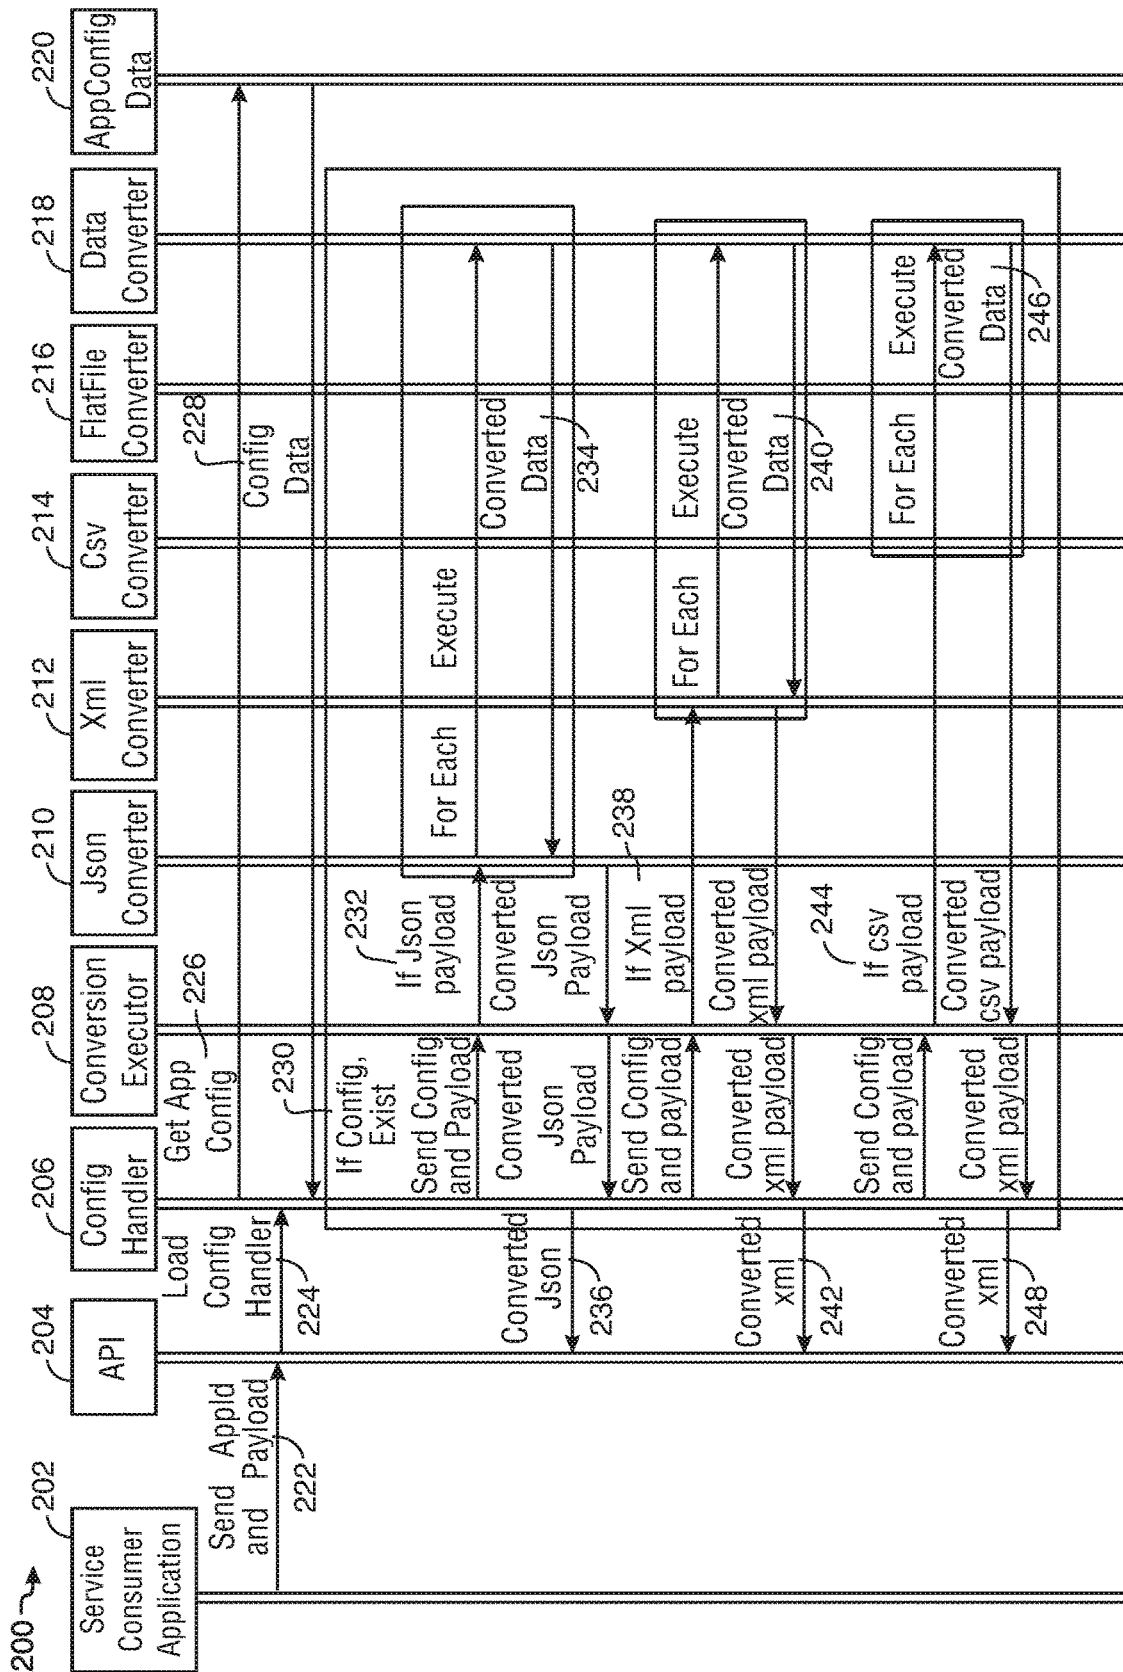 200
202
Service
Consumer
Application
204
API
206
Config
Handler
208
Conversion
Executor
210
Json
Converter
212
Xml
Converter
214
Csv
Converter
216
FlatFile
Converter
218
Data
Converter
220
AppConfig
Data
Send AppId
and Payload
222
Load
Config
Handler
224
Get App
Config
226
228
Config
Data
230
If Config,
Exist
Send Config
and Payload
232
If Json
payload
For Each Execute
Converted
Data
234
Converted
Json
Payload
Converted
Json
Payload
Converted
Json
236
Send Config
and payload
238
If Xml
payload
For Each Execute
Converted
Data
240
Converted
xml payload
Converted
xml payload
Converted
xml
242
Send Config
and payload
244
If csv
payload
For Each Execute
Converted
Data
246
Converted
csv payload
Converted
xml payload
Converted
xml
248